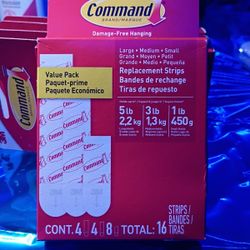 Command
BRAND/MARQUE
Damage-Free Hanging
Value Pack
Paquet-prime
Paquete Económico
Large • Medium • Small
Grand • Moyen • Petit
Grande • Medio • Pequeña
Replacement Strips
Bandes de rechange
Tiras de repuesto
5 lb
2,2 kg
3 lb
1,3 kg
1 lb
450 g
CONT. 4 4 8 TOTAL: 16
STRIPS/
BANDES/
TIRAS